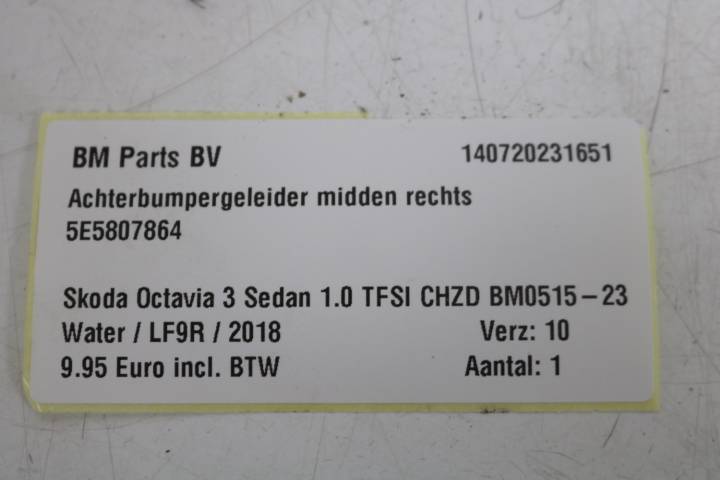 BM Parts BV 140720231651
Achterbumpergeleider midden rechts
5E5807864
Skoda Octavia 3 Sedan 1.0 TFSI CHZD BM0515-23
Water / LF9R / 2018 Verz: 10
9.95 Euro incl. BTW Aantal: 1